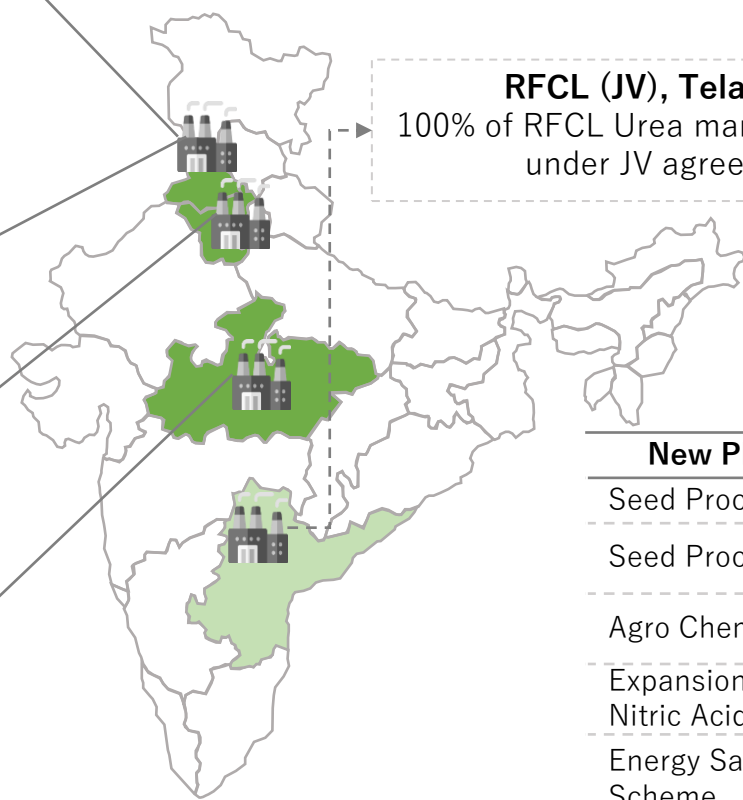 RFCL (JV), Tela
100% of RFCL Urea mar
under JV agree
New P
Seed Proc
Seed Proc
Agro Chem
Expansion
Nitric Acid
Energy Sa
Scheme